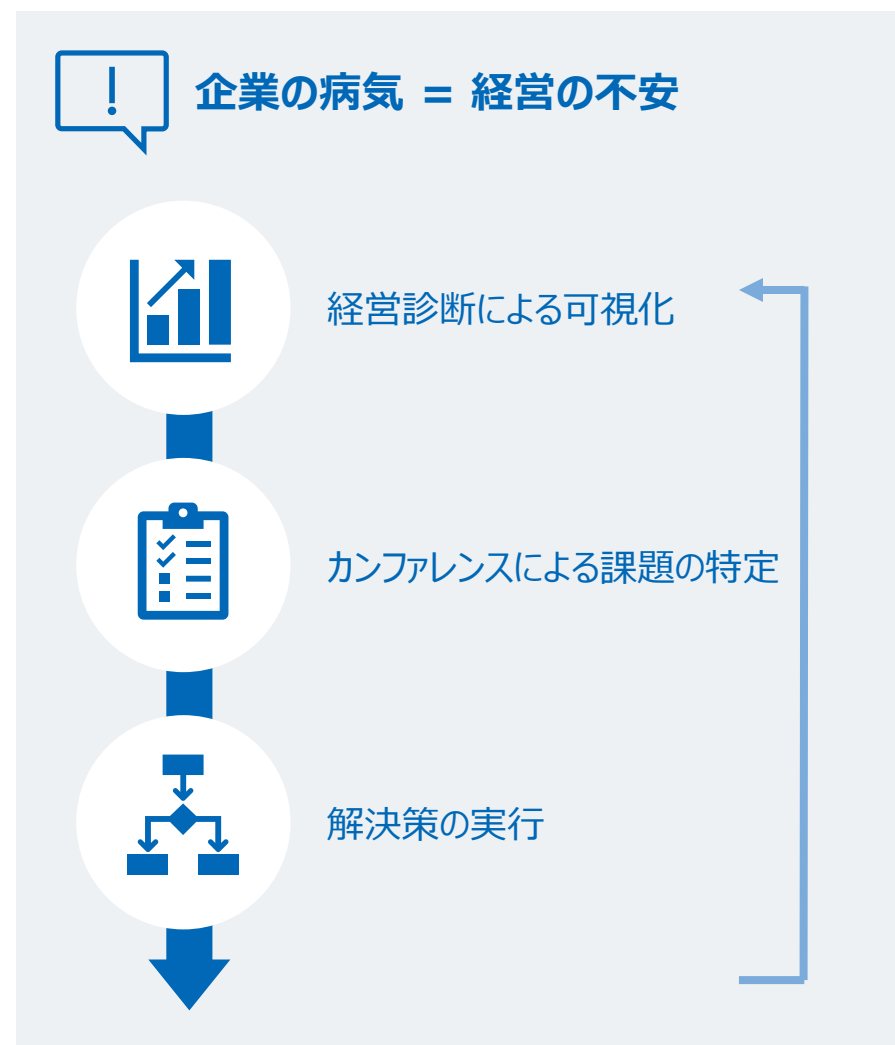 企業の病気 = 経営の不安
経営診断による可視化
カンファレンスによる課題の特定
解決策の実行